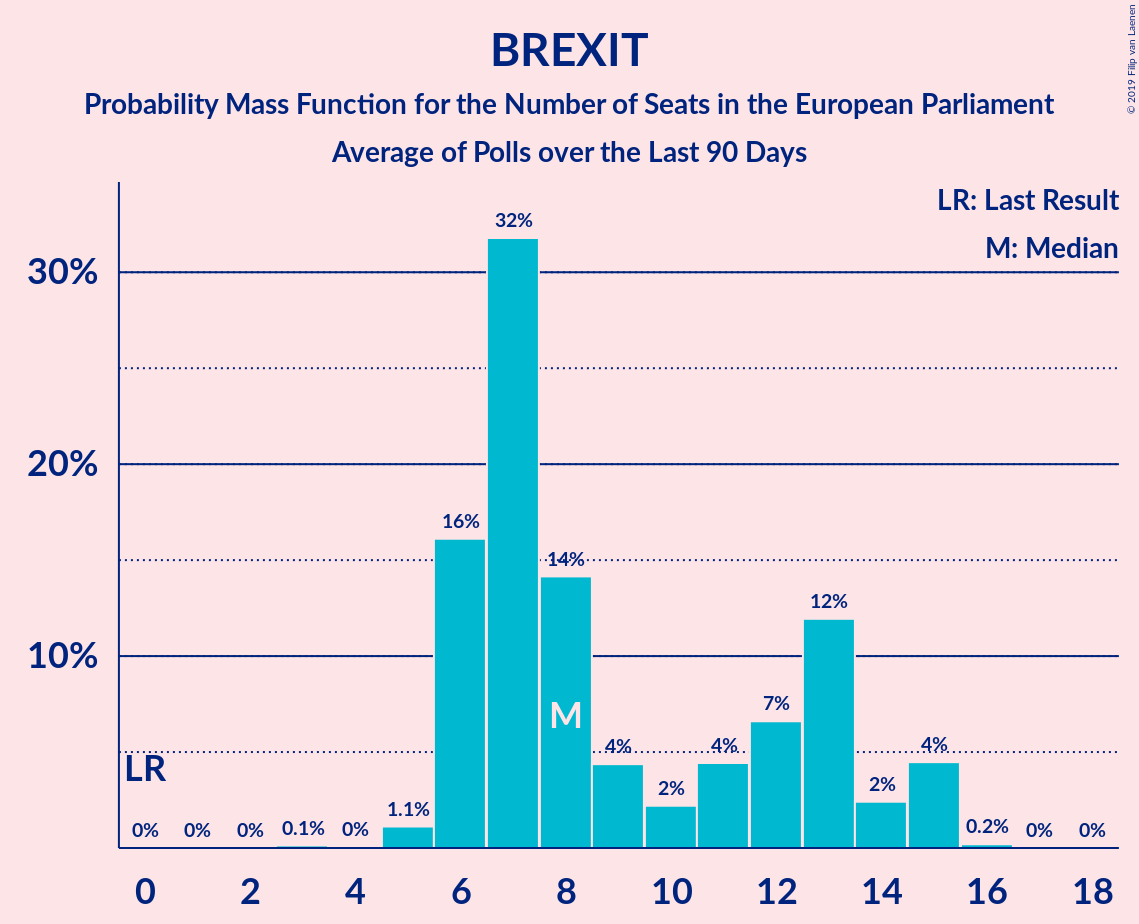 BREXIT
Probability Mass Function for the Number of Seats in the European Parliament
Average of Polls over the Last 90 Days
© 2019 Filip van Laenen
LR: Last Result
M: Median
30%
20%
10%
32%
16%
14%
12%
7%
4%
4%
4%
2%
2%
1.1%
0.2%
0.1%
0%
0%
0%
0%
0%
0%
LR
M
0 2 4 6 8 10 12 14 16 18